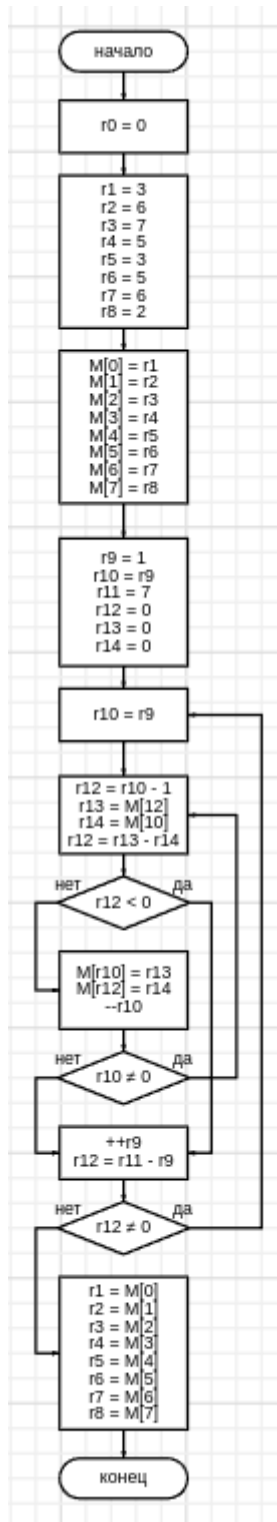 начало
r0 = 0
r1 = 3
r2 = 6
r3 = 7
r4 = 5
r5 = 3
r6 = 5
r7 = 6
r8 = 2
M[0] = r1
M[1] = r2
M[2] = r3
M[3] = r4
M[4] = r5
M[5] = r6
M[6] = r7
M[7] = r8
r9 = 1
r10 = r9
r11 = 7
r12 = 0
r13 = 0
r14 = 0
r10 = r9
r12 = r10 - 1
r13 = M[12]
r14 = M[10]
r12 = r13 - r14
нет да
r12 < 0
M[r10] = r13
M[r12] = r14
--r10
нет да
r10 ≠ 0
++r9
r12 = r11 - r9
нет да
r12 ≠ 0
r1 = M[0]
r2 = M[1]
r3 = M[2]
r4 = M[3]
r5 = M[4]
r6 = M[5]
r7 = M[6]
r8 = M[7]
конец